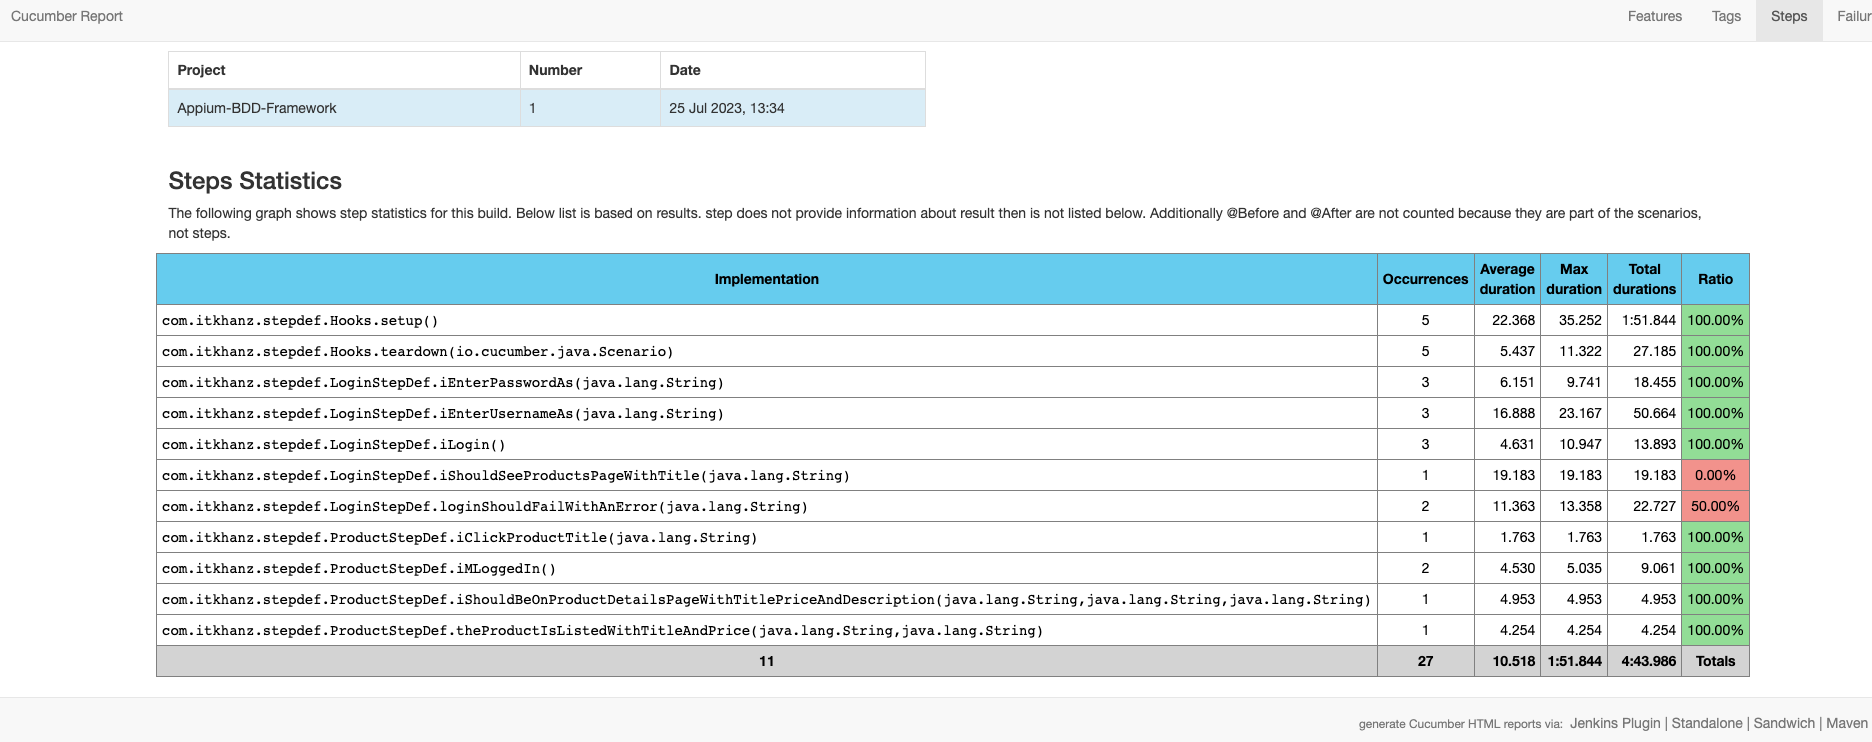 Cucumber Report Features Tags Steps Failur
Project Number Date
Appium-BDD-Framework 1 25 Jul 2023, 13:34
Steps Statistics
The following graph shows step statistics for this build. Below list is based on results. step does not provide information about result then is not listed below. Additionally @Before and @After are not counted because they are part of the scenarios,
not steps.
Implementation Occurrences Average duration Max duration Total durations Ratio
com.itkhanz.stepdef.Hooks.setup() 5 22.368 35.252 1:51.844 100.00%
com.itkhanz.stepdef.Hooks.teardown(io.cucumber.java.Scenario) 5 5.437 11.322 27.185 100.00%
com.itkhanz.stepdef.LoginStepDef.iEnterPasswordAs(java.lang.String) 3 6.151 9.741 18.455 100.00%
com.itkhanz.stepdef.LoginStepDef.iEnterUsernameAs(java.lang.String) 3 16.888 23.167 50.664 100.00%
com.itkhanz.stepdef.LoginStepDef.iLogin() 3 4.631 10.947 13.893 100.00%
com.itkhanz.stepdef.LoginStepDef.iShouldSeeProductsPageWithTitle(java.lang.String) 1 19.183 19.183 19.183 0.00%
com.itkhanz.stepdef.LoginStepDef.loginShouldFailWithAnError(java.lang.String) 2 11.363 13.358 22.727 50.00%
com.itkhanz.stepdef.ProductStepDef.iClickProductTitle(java.lang.String) 1 1.763 1.763 1.763 100.00%
com.itkhanz.stepdef.ProductStepDef.iMLoggedIn() 2 4.530 5.035 9.061 100.00%
com.itkhanz.stepdef.ProductStepDef.iShouldBeOnProductDetailsPageWithTitlePriceAndDescription(java.lang.String,java.lang.String,java.lang.String) 1 4.953 4.953 4.953 100.00%
com.itkhanz.stepdef.ProductStepDef.theProductIsListedWithTitleAndPrice(java.lang.String,java.lang.String) 1 4.254 4.254 4.254 100.00%
11 27 10.518 1:51.844 4:43.986 Totals
generate Cucumber HTML reports via: Jenkins Plugin | Standalone | Sandwich | Maven